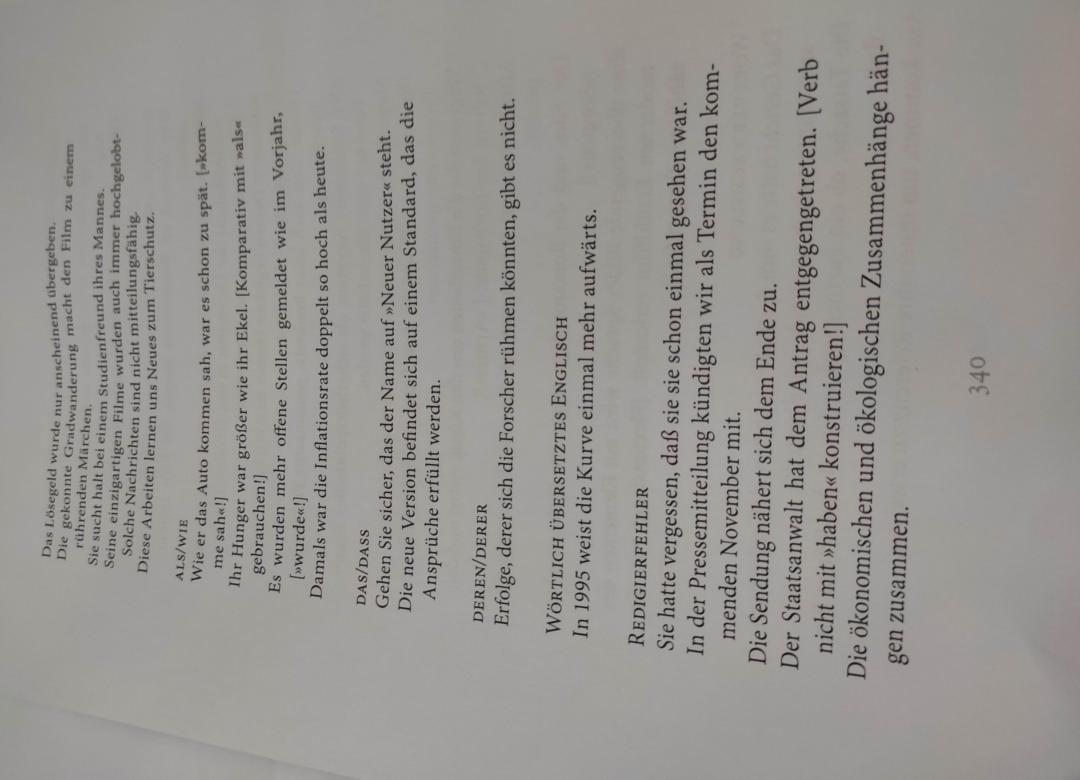 Das Lösegeld wurde nur anscheinend übergeben.
Die gekonnte Gradwanderung macht den Film zu einem
rührenden Märchen.
Sie sucht halt bei einem Studienfreund ihres Mannes.
Seine einzigartigen Filme wurden auch immer hochgelobt-
Solche Nachrichten sind nicht mitteilungsfähig.
Diese Arbeiten lernen uns Neues zum Tierschutz.
ALS/WIE
Wie er das Auto kommen sah, war es schon zu spät. [»kom-
me sah«!]
Ihr Hunger war größer wie ihr Ekel. [Komparativ mit »als«
gebrauchen!]
Es wurden mehr offene Stellen gemeldet wie im Vorjahr,
[»wurde«!]
Damals war die Inflationsrate doppelt so hoch als heute.
DAS/DASS
Gehen Sie sicher, das der Name auf »Neuer Nutzer« steht.
Die neue Version befindet sich auf einem Standard, das die
Ansprüche erfüllt werden.
DEREN/DERER
Erfolge, derer sich die Forscher rühmen könnten, gibt es nicht.
WÖRTLICH ÜBERSETZTES ENGLISCH
In 1995 weist die Kurve einmal mehr aufwärts.
REDIGIERFEHLER
Sie hatte vergessen, daß sie sie schon einmal gesehen war.
In der Pressemitteilung kündigten wir als Termin den kom-
menden November mit.
Die Sendung nähert sich dem Ende zu.
Der Staatsanwalt hat dem Antrag entgegengetreten. [Verb
nicht mit »haben« konstruieren!]
Die ökonomischen und ökologischen Zusammenhänge hän-
gen zusammen.
340